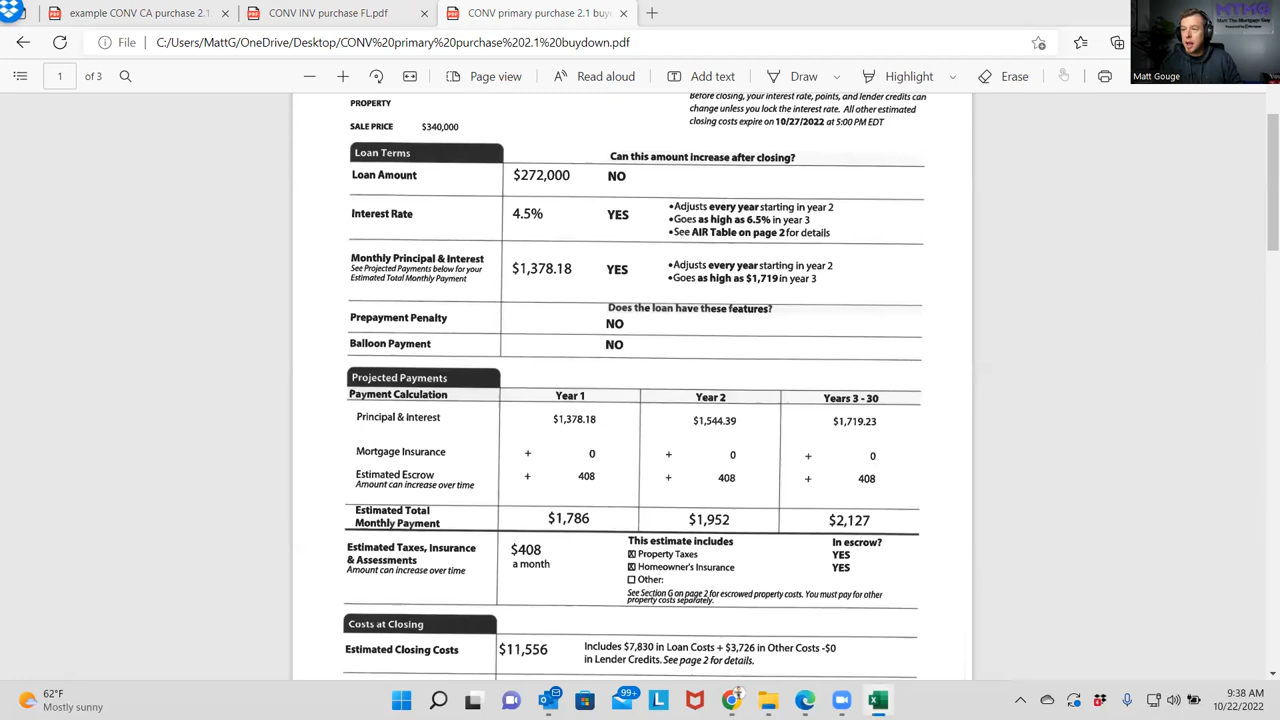 example CONV CA purchase 2.1.
CONV INV purchase FL.pdf
CONV primary purchase 2.1 buy
File
C:/Users/MattG/OneDrive/Desktop/CONV%20primary%20purchase%202.1%20buydown.pdf
1 of 3
Page view
Read aloud
Add text
Draw
Highlight
Erase
MTMG
Matt The Mortgage Guy
Matt Gouge
PROPERTY
SALE PRICE $340,000
Before closing, your interest rate, points, and lender credits can
change unless you lock the interest rate. All other estimated
closing costs expire on 10/27/2022 at 5:00 PM EDT
Loan Terms
Can this amount increase after closing?
Loan Amount $272,000 NO
Interest Rate 4.5% YES
•Adjusts every year starting in year 2
•Goes as high as 6.5% in year 3
•See AIR Table on page 2 for details
Monthly Principal & Interest
See Projected Payments below for your
Estimated Total Monthly Payment
$1,378.18 YES
•Adjusts every year starting in year 2
•Goes as high as $1,719 in year 3
Does the loan have these features?
Prepayment Penalty NO
Balloon Payment NO
Projected Payments
Payment Calculation Year 1 Year 2 Years 3 - 30
Principal & Interest $1,378.18 $1,544.39 $1,719.23
Mortgage Insurance + 0 + 0 + 0
Estimated Escrow + 408 + 408 + 408
Amount can increase over time
Estimated Total
Monthly Payment $1,786 $1,952 $2,127
Estimated Taxes, Insurance
& Assessments
Amount can increase over time
$408
a month
This estimate includes In escrow?
Property Taxes YES
Homeowner's Insurance YES
Other:
See Section G on page 2 for escrowed property costs. You must pay for other
property costs separately.
Costs at Closing
Estimated Closing Costs $11,556
Includes $7,830 in Loan Costs + $3,726 in Other Costs -$0
in Lender Credits. See page 2 for details.
62°F
Mostly sunny
99+
9:38 AM
10/22/2022